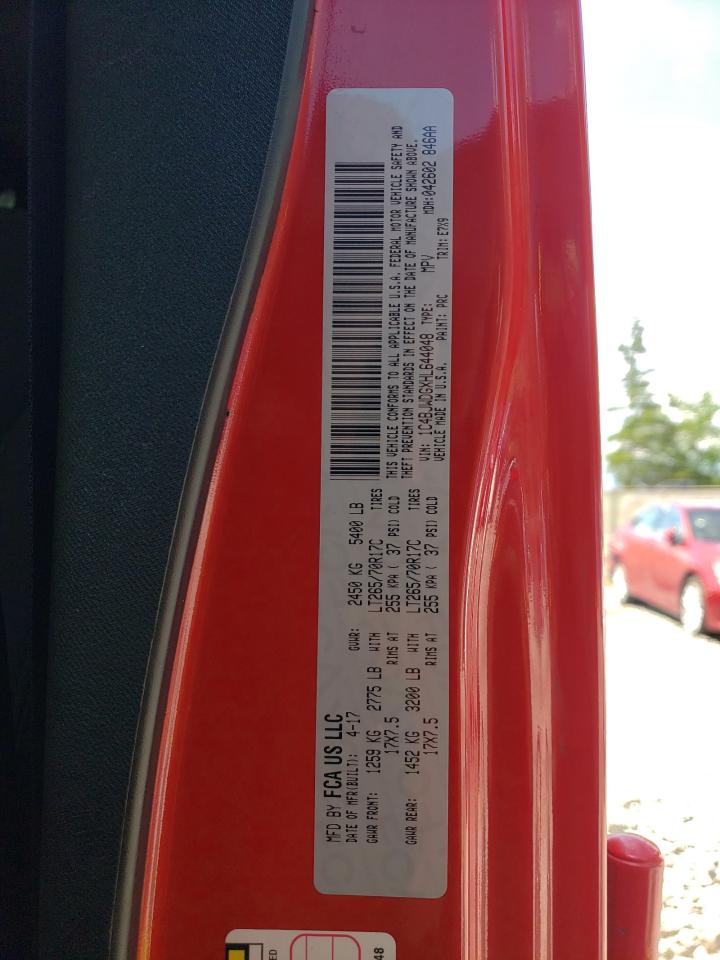 MFD BY FCA US LLC
DATE OF MFR(BUILT): 4-17 GVWR: 2450 KG 5400 LB
GAWR FRONT: 1259 KG 2775 LB WITH LT265/70R17C TIRES
17X7.5 RIMS AT 255 KPA ( 37 PSI) COLD
GAWR REAR: 1452 KG 3200 LB WITH LT265/70R17C TIRES
17X7.5 RIMS AT 255 KPA ( 37 PSI) COLD
THIS VEHICLE CONFORMS TO ALL APPLICABLE U.S.A. FEDERAL MOTOR VEHICLE SAFETY AND
THEFT PREVENTION STANDARDS IN EFFECT ON THE DATE OF MANUFACTURE SHOWN ABOVE.
VIN: 1C4BJWDGXHL644048 TYPE: MPV MDH:042602 846AA
VEHICLE MADE IN U.S.A. PAINT: PRC TRIM: E7X9
48